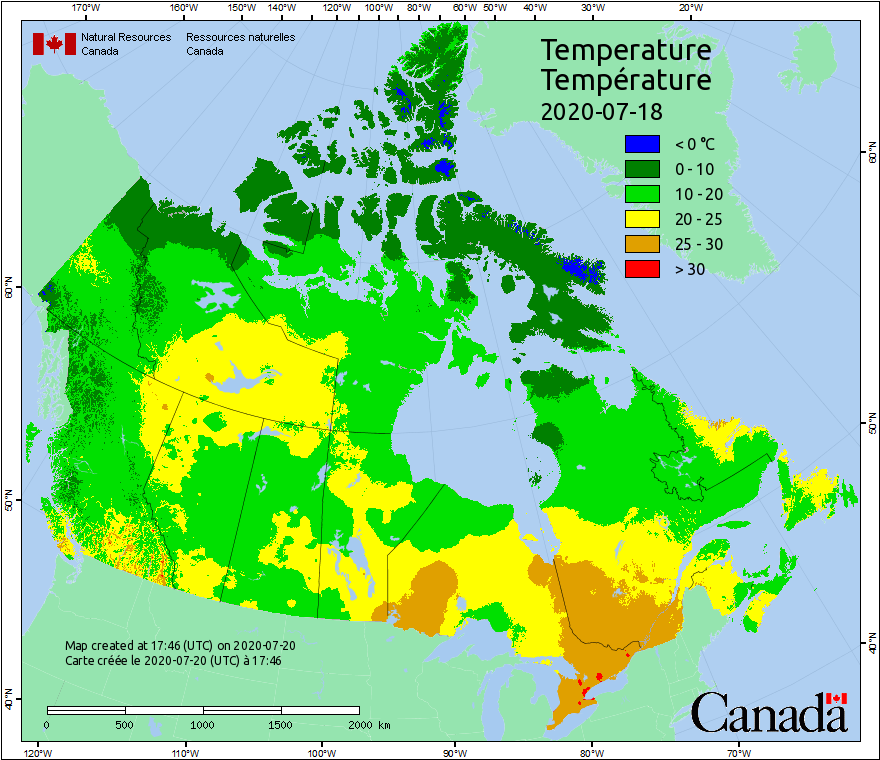 170°W 160°W 150°W 140°W 120°W 100°W 80°W 60°W 50°W 40°W 30°W 20°W
Natural Resources Ressources naturelles
Canada Canada
Temperature
Température
2020-07-18
< 0 °C
0 - 10
10 - 20
20 - 25
25 - 30
> 30
60°N
60°N
50°N
50°N
40°N
40°N
Map created at 17:46 (UTC) on 2020-07-20
Carte créée le 2020-07-20 (UTC) à 17:46
0 500 1000 1500 2000 km
Canada
120°W 110°W 100°W 90°W 80°W 70°W